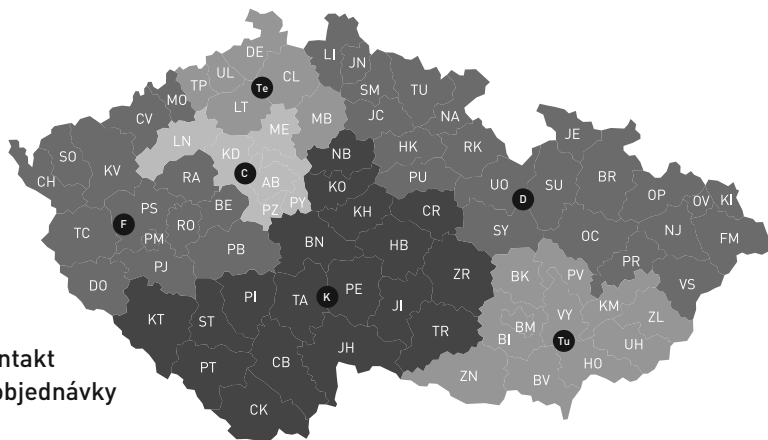 DE
LI
JN
UL
TP
CL
Te
SM
TU
MO
CV
LT
MB
JC
NA
JE
ME
LN
KD
NB
HK
RK
SO
KV
CH
RA
C
AB
KO
PU
UO
D
SU
BR
OP
OV
KI
BE
PZ
PY
KH
CR
PS
F
RO
TC
PM
SY
OC
NJ
FM
BN
HB
PB
PJ
PR
DO
ZR
BK
PV
VS
PI
TA
K
PE
JI
KM
ZL
KT
ST
VY
BM
BI
TR
Tu
UH
HO
ntakt
JH
PT
CB
ZN
BV
objednávky
CK